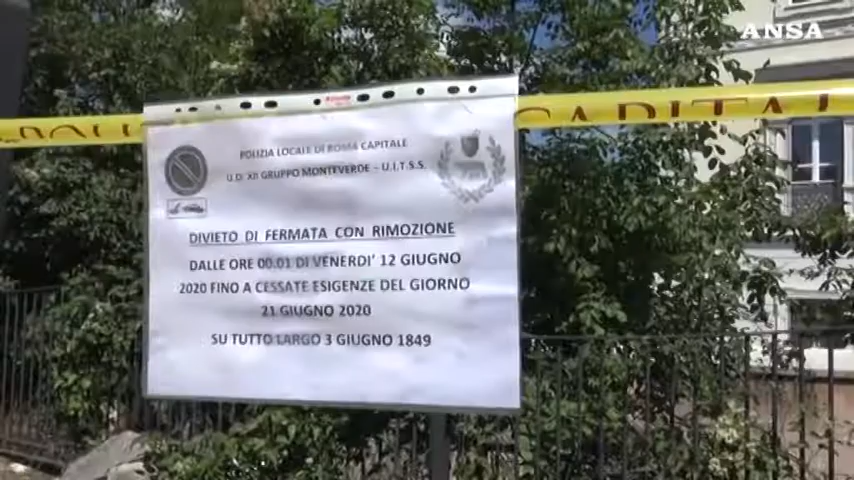 ANSA
CAPITAL
POLIZIA LOCALE DI ROMA CAPITALE
U.O. XII GRUPPO MONTEVERDE - U.I.T.S.S.
DIVIETO DI FERMATA CON RIMOZIONE
DALLE ORE 00.01 DI VENERDI' 12 GIUGNO
2020 FINO A CESSATE ESIGENZE DEL GIORNO
21 GIUGNO 2020
SU TUTTO LARGO 3 GIUGNO 1849